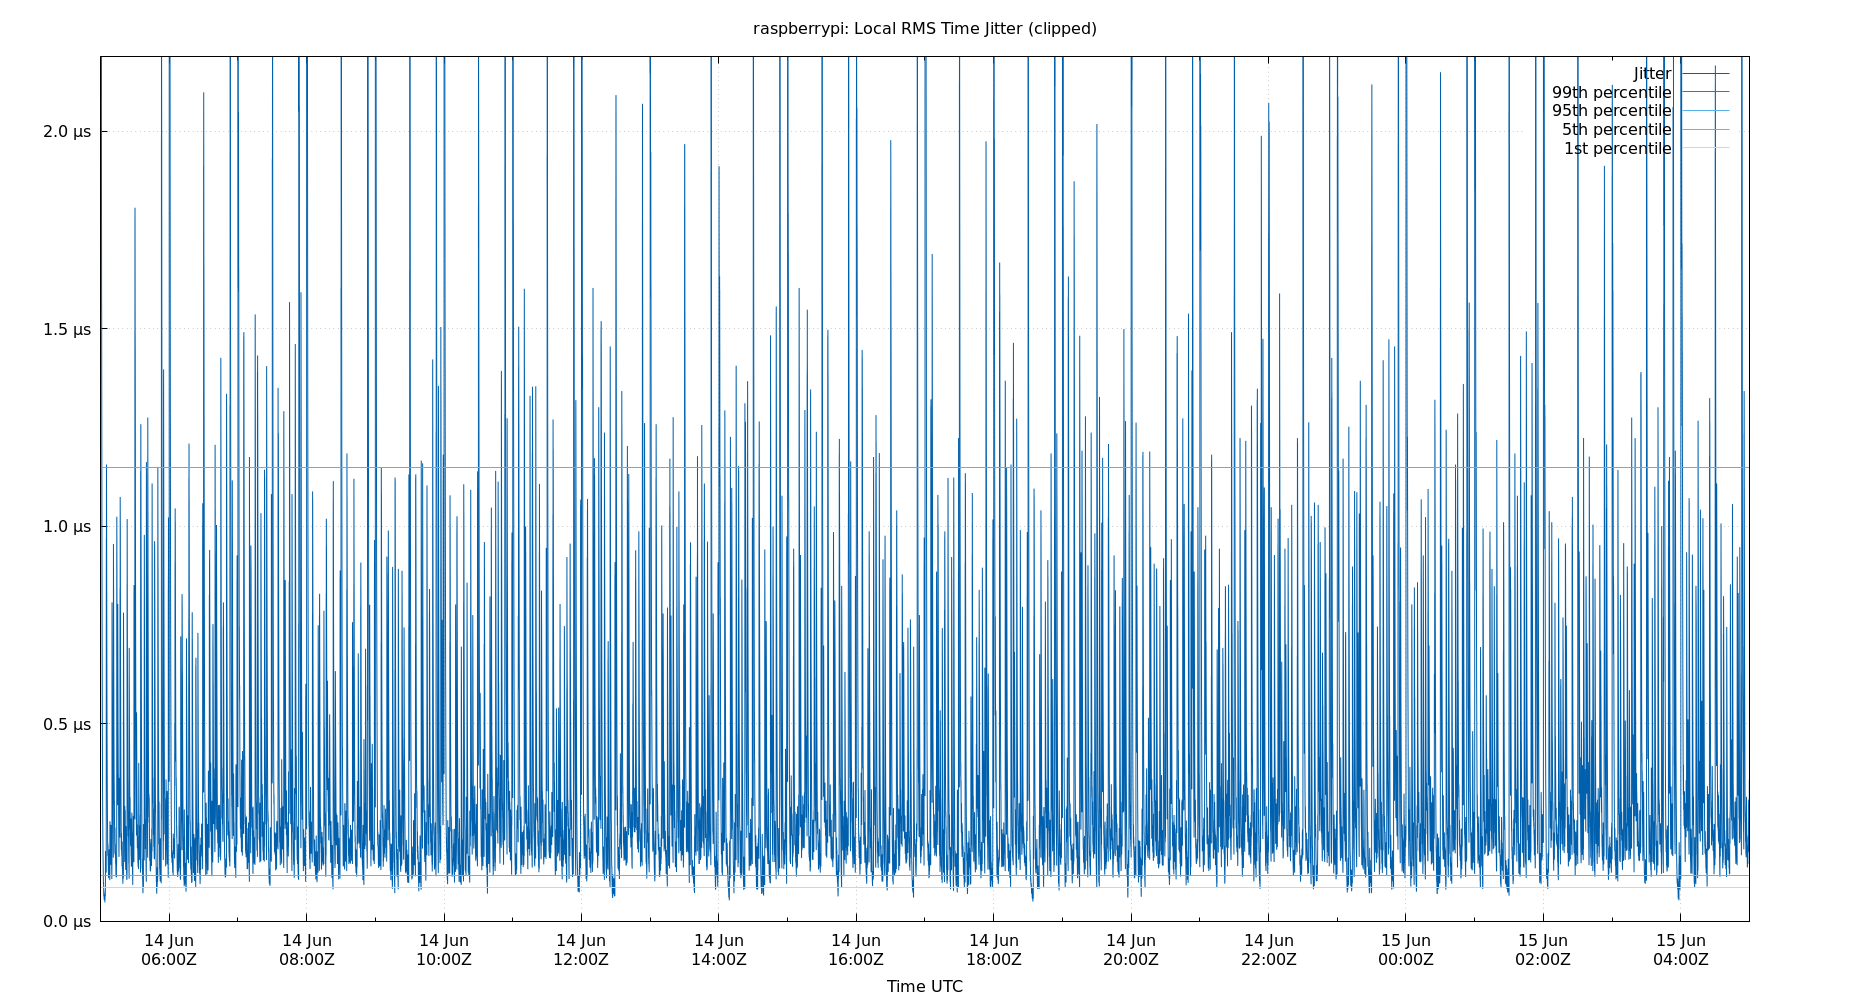 raspberrypi: Local RMS Time Jitter (clipped)
Jitter
99th percentile
95th percentile
5th percentile
1st percentile
2.0 µs
1.5 µs
1.0 µs
0.5 µs
0.0 µs
14 Jun 14 Jun 14 Jun 14 Jun 14 Jun 14 Jun 14 Jun 14 Jun 14 Jun 15 Jun 15 Jun 15 Jun
06:00Z 08:00Z 10:00Z 12:00Z 14:00Z 16:00Z 18:00Z 20:00Z 22:00Z 00:00Z 02:00Z 04:00Z
Time UTC